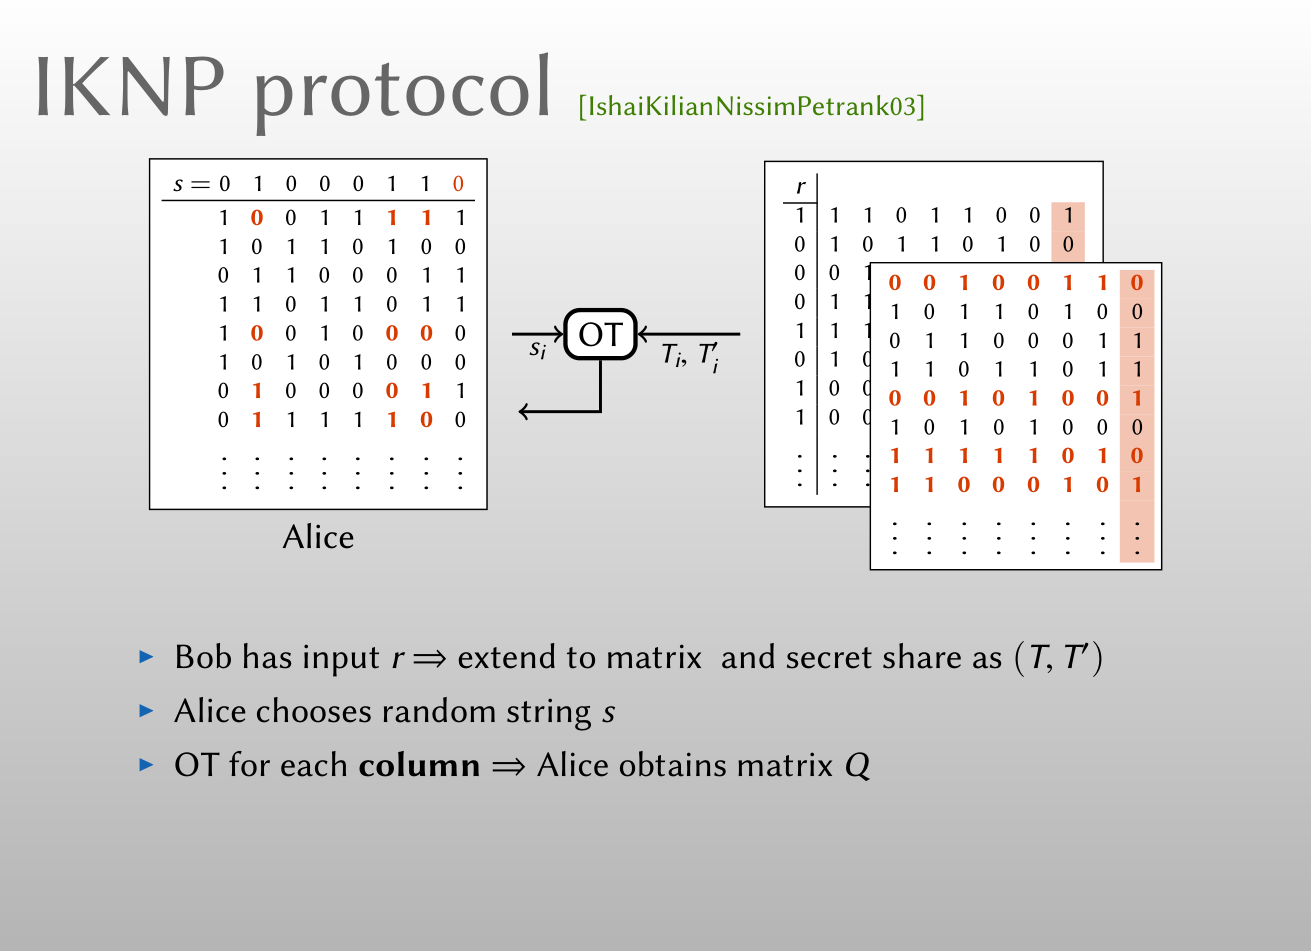 IKNP protocol [IshaiKilianNissimPetrank03]
s = 0 1 0 0 0 1 1 0
1 0 0 1 1 1 1 1
1 0 1 1 0 1 0 0
0 1 1 0 0 0 1 1
1 1 0 1 1 0 1 1
1 0 0 1 0 0 0 0
1 0 1 0 1 0 0 0
0 1 0 0 0 0 1 1
0 1 1 1 1 1 0 0
Alice
s_i
OT
T_i, T′_i
r
1 1 1 0 1 1 0 0 1
0 1 0 1 1 0 1 0 0
0 0 1
0 1 1
1 1 1
0 1 0
1 0 0
1 0 0
0 0 1 0 0 1 1 0
1 0 1 1 0 1 0 0
0 1 1 0 0 0 1 1
1 1 0 1 1 0 1 1
0 0 1 0 1 0 0 1
1 0 1 0 1 0 0 0
1 1 1 1 1 0 1 0
1 1 0 0 0 1 0 1
▶ Bob has input r ⇒ extend to matrix and secret share as (T, T′)
▶ Alice chooses random string s
▶ OT for each column ⇒ Alice obtains matrix Q